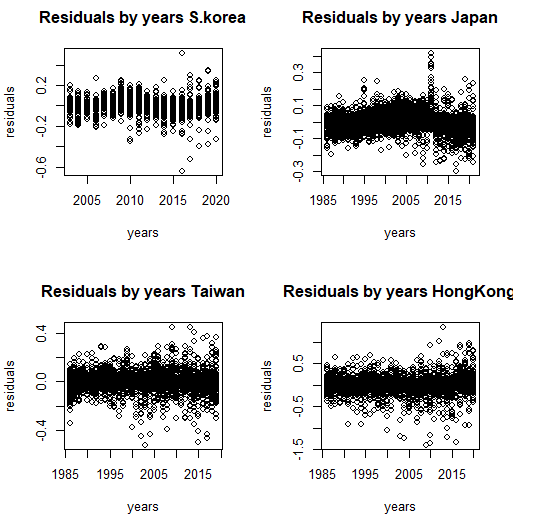 Residuals by years S.korea
residuals
-0.6 -0.2 0.2
2005 2010 2015 2020
years
Residuals by years Japan
residuals
-0.3 -0.1 0.1 0.3
1985 1995 2005 2015
years
Residuals by years Taiwan
residuals
-0.4 0.0 0.4
1985 1995 2005 2015
years
Residuals by years HongKong
residuals
-1.5 -0.5 0.5
1985 1995 2005 2015
years